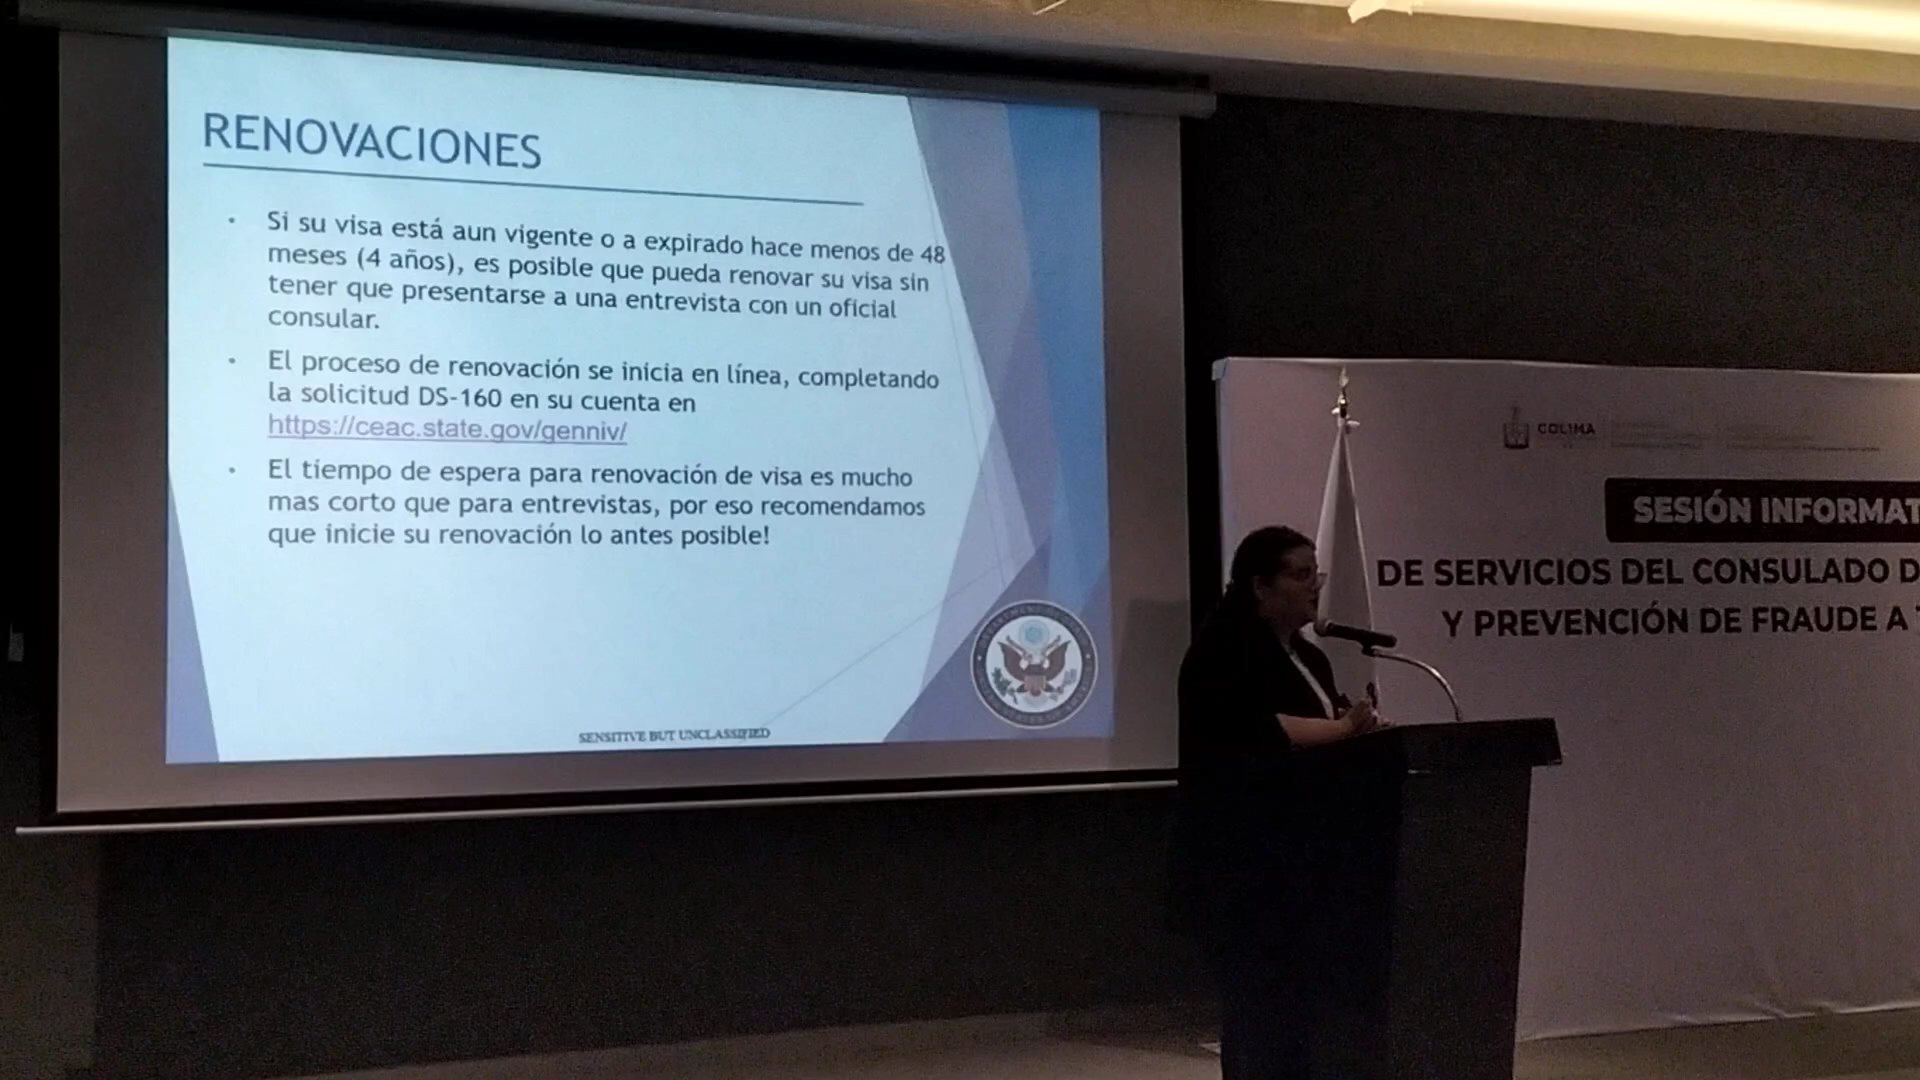 RENOVACIONES
Si su visa está aun vigente o a expirado hace menos de 48
meses (4 años), es posible que pueda renovar su visa sin
tener que presentarse a una entrevista con un oficial
consular.
El proceso de renovación se inicia en línea, completando
la solicitud DS-160 en su cuenta en
https://ceac.state.gov/genniv/
El tiempo de espera para renovación de visa es mucho
mas corto que para entrevistas, por eso recomendamos
que inicie su renovación lo antes posible!
SENSITIVE BUT UNCLASSIFIED
COLIMA
SESIÓN INFORMAT
DE SERVICIOS DEL CONSULADO D
Y PREVENCIÓN DE FRAUDE A